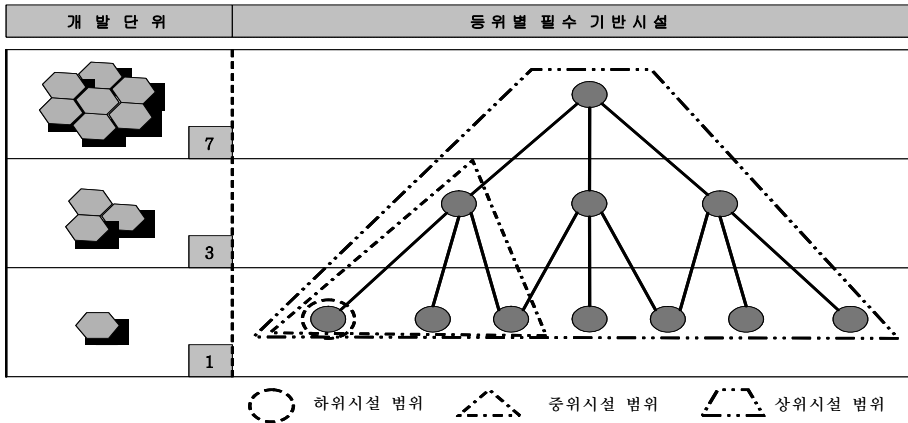 개 발 단 위
등위별 필수 기반시설
7
3
1
하위시설 범위
중위시설 범위
상위시설 범위